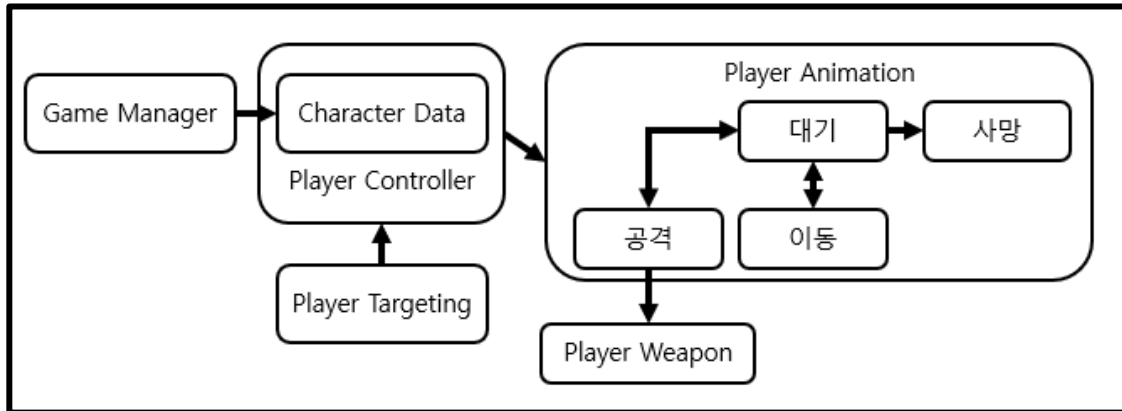 Player Animation
Game Manager
Character Data
대기
사망
Player Controller
공격
이동
Player Targeting
Player Weapon